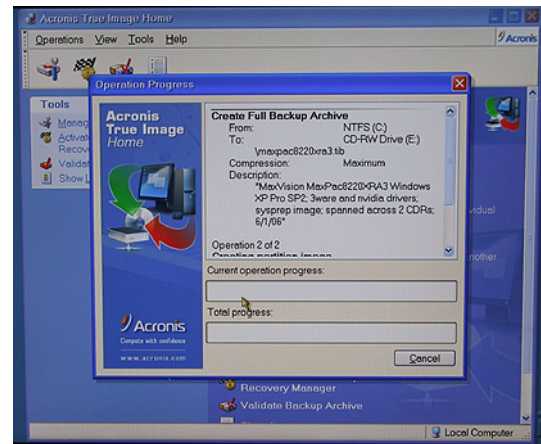 Acronis True Image Home
Operations View Tools Help
Acronis
Operation Progress
Tools
Manag
Activat
Recov
Validat
Show L
Acronis
True Image
Home
Create Full Backup Archive
From: NTFS (C:)
To: CD-RW Drive (E:)
\maxpac8220xra3.tib
Compression: Maximum
Description:
"MaxVision MaxPac8220XRA3 Windows
XP Pro SP2; 3ware and nvidia drivers;
sysprep image; spanned across 2 CDRs;
6/1/06"
Operation 2 of 2
Creating partition image
vidual
nother
Current operation progress:
Total progress:
Acronis
Compute with confidence
www.acronis.com
Cancel
Recovery Manager
Validate Backup Archive
Local Computer